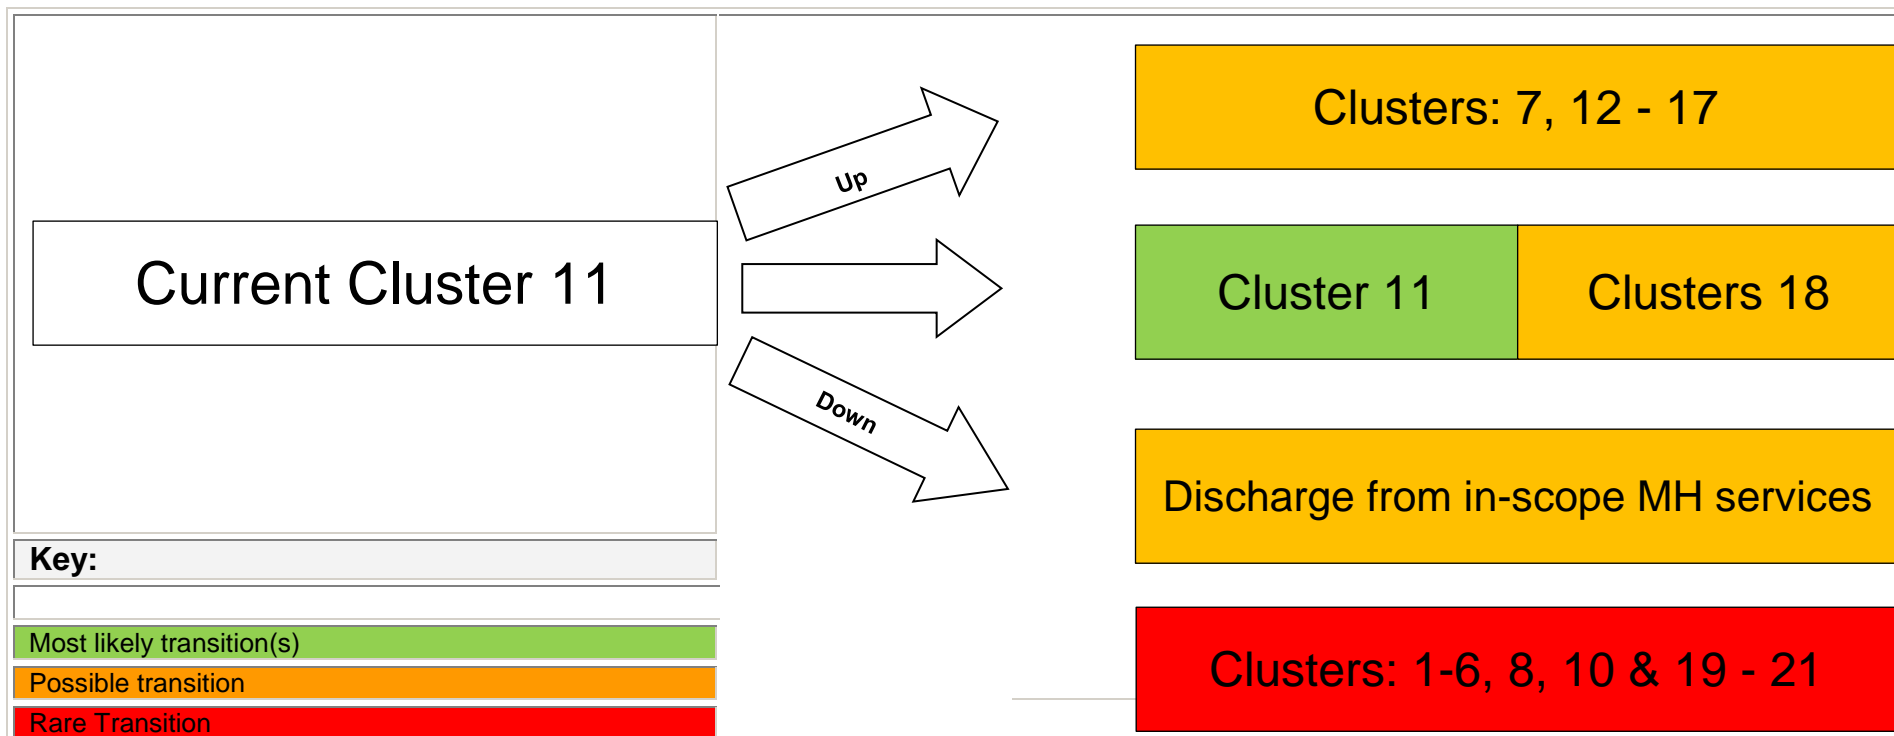 Clusters: 7, 12 - 17
Up
Current Cluster 11
Cluster 11
Clusters 18
Down
Discharge from in-scope MH services
Key:
Most likely transition(s)
Possible transition
Rare Transition
Clusters: 1-6, 8, 10 & 19 - 21